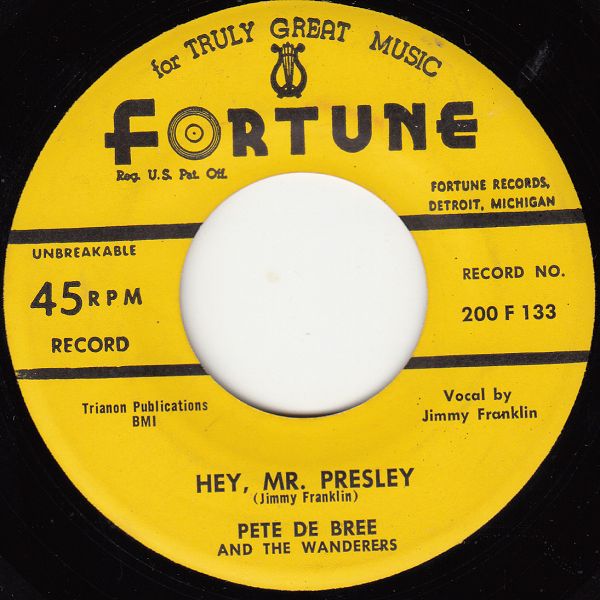 for TRULY GREAT MUSIC
FORTUNE
Reg. U.S. Pat. Off.
FORTUNE RECORDS,
DETROIT, MICHIGAN
UNBREAKABLE
45 RPM
RECORD
RECORD NO.
200 F 133
Trianon Publications
BMI
Vocal by
Jimmy Franklin
HEY, MR. PRESLEY
(Jimmy Franklin)
PETE DE BREE
AND THE WANDERERS